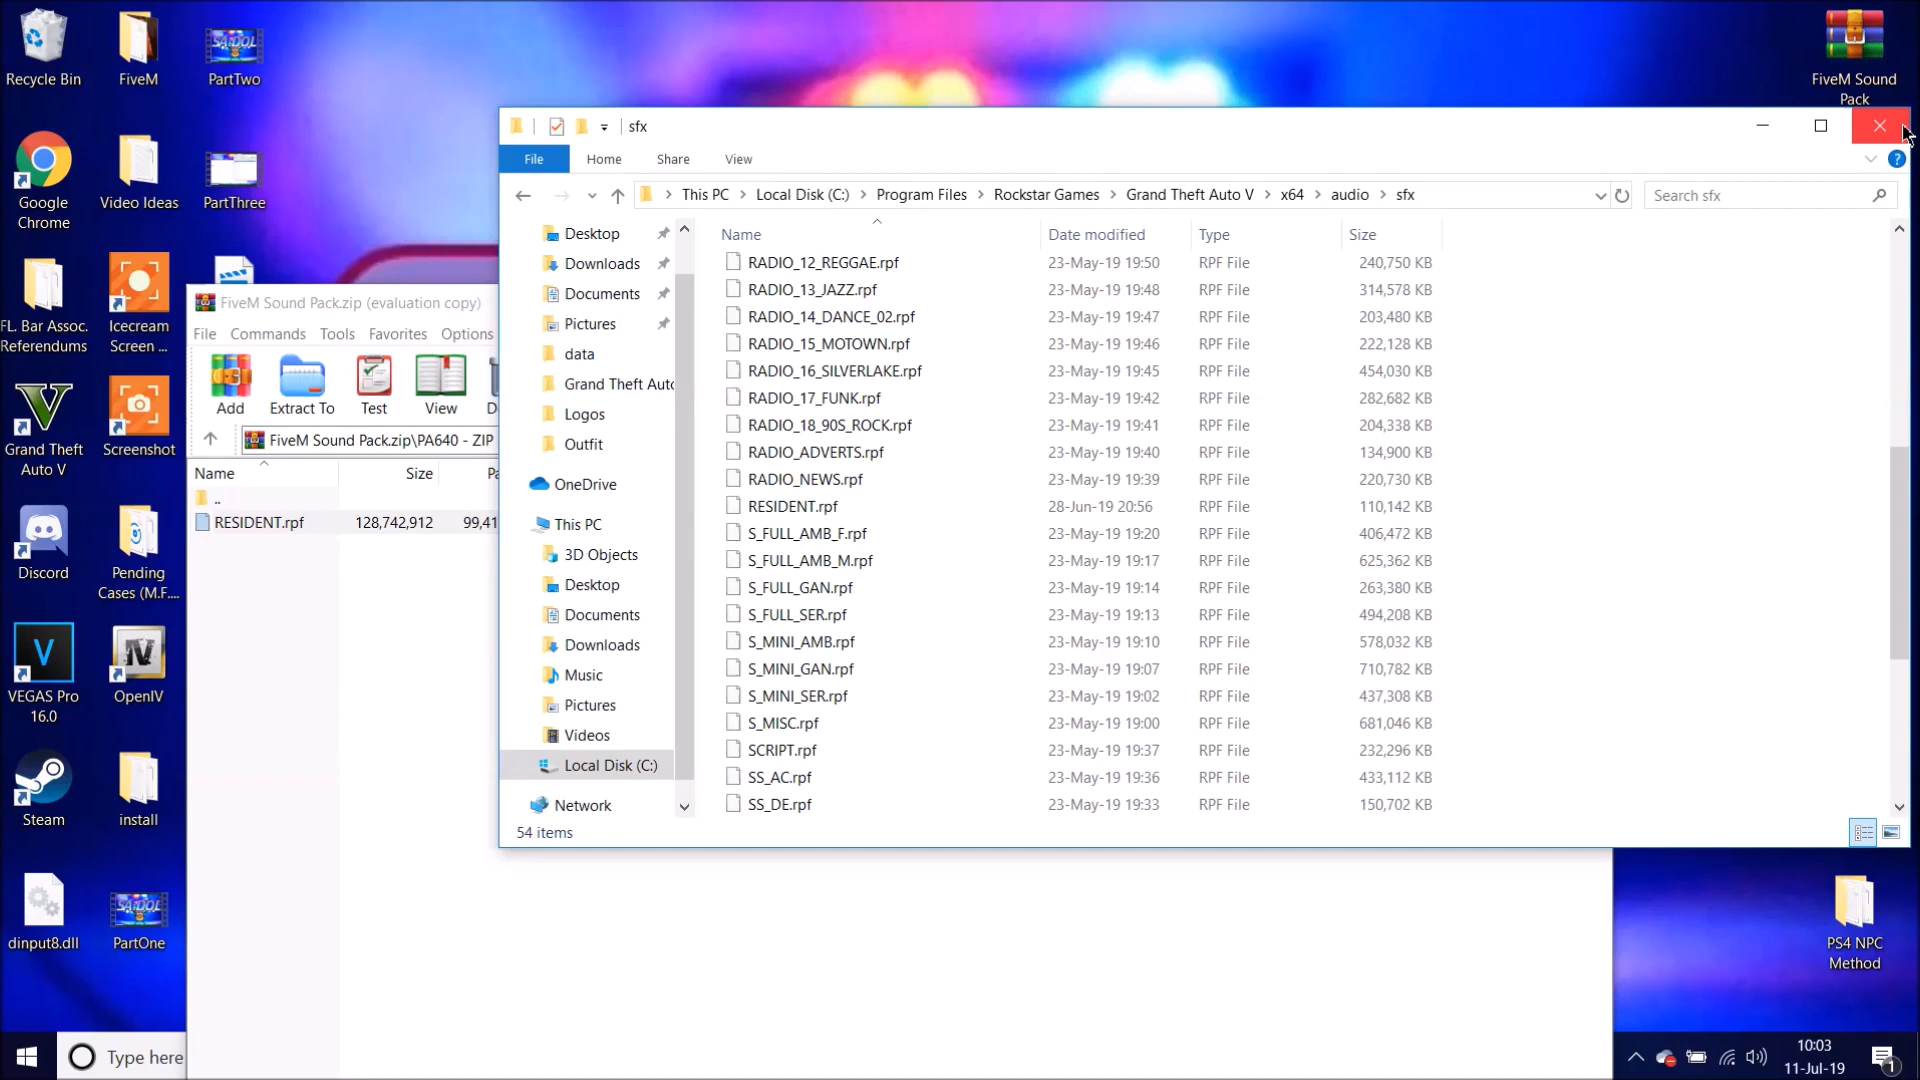 Recycle Bin
FiveM
SAIDOL
PartTwo
FiveM Sound
Pack
Google
Chrome
Video Ideas
PartThree
FL. Bar Assoc.
Referendums
Icecream
Screen ...
Grand Theft
Auto V
Screenshot
Discord
Pending
Cases (M.F....
VEGAS Pro
16.0
OpenIV
Steam
install
dinput8.dll
SAIDOL
PartOne
PS4 NPC
Method
FiveM Sound Pack.zip (evaluation copy)
File Commands Tools Favorites Options
Add Extract To Test View
FiveM Sound Pack.zip\PA640 - ZIP
Name Size
..
RESIDENT.rpf 128,742,912 99,41
sfx
File Home Share View
This PC > Local Disk (C:) > Program Files > Rockstar Games > Grand Theft Auto V > x64 > audio > sfx
Search sfx
Desktop
Downloads
Documents
Pictures
data
Grand Theft Auto
Logos
Outfit
OneDrive
This PC
3D Objects
Desktop
Documents
Downloads
Music
Pictures
Videos
Local Disk (C:)
Network
Name Date modified Type Size
RADIO_12_REGGAE.rpf 23-May-19 19:50 RPF File 240,750 KB
RADIO_13_JAZZ.rpf 23-May-19 19:48 RPF File 314,578 KB
RADIO_14_DANCE_02.rpf 23-May-19 19:47 RPF File 203,480 KB
RADIO_15_MOTOWN.rpf 23-May-19 19:46 RPF File 222,128 KB
RADIO_16_SILVERLAKE.rpf 23-May-19 19:45 RPF File 454,030 KB
RADIO_17_FUNK.rpf 23-May-19 19:42 RPF File 282,682 KB
RADIO_18_90S_ROCK.rpf 23-May-19 19:41 RPF File 204,338 KB
RADIO_ADVERTS.rpf 23-May-19 19:40 RPF File 134,900 KB
RADIO_NEWS.rpf 23-May-19 19:39 RPF File 220,730 KB
RESIDENT.rpf 28-Jun-19 20:56 RPF File 110,142 KB
S_FULL_AMB_F.rpf 23-May-19 19:20 RPF File 406,472 KB
S_FULL_AMB_M.rpf 23-May-19 19:17 RPF File 625,362 KB
S_FULL_GAN.rpf 23-May-19 19:14 RPF File 263,380 KB
S_FULL_SER.rpf 23-May-19 19:13 RPF File 494,208 KB
S_MINI_AMB.rpf 23-May-19 19:10 RPF File 578,032 KB
S_MINI_GAN.rpf 23-May-19 19:07 RPF File 710,782 KB
S_MINI_SER.rpf 23-May-19 19:02 RPF File 437,308 KB
S_MISC.rpf 23-May-19 19:00 RPF File 681,046 KB
SCRIPT.rpf 23-May-19 19:37 RPF File 232,296 KB
SS_AC.rpf 23-May-19 19:36 RPF File 433,112 KB
SS_DE.rpf 23-May-19 19:33 RPF File 150,702 KB
54 items
Type here
10:03
11-Jul-19
1